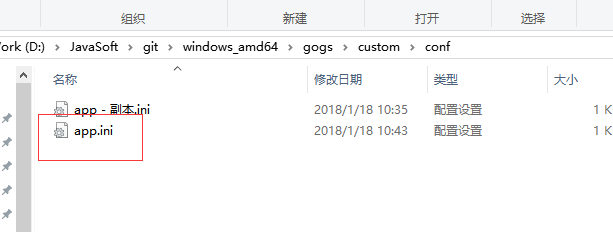 组织 新建 打开 选择
Work (D:) JavaSoft git windows_amd64 gogs custom conf
名称 修改日期 类型 大小
app - 副本.ini 2018/1/18 10:35 配置设置 1 K
app.ini 2018/1/18 10:43 配置设置 1 K